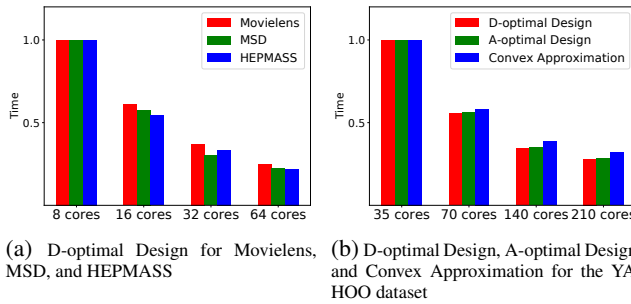 1.0
0.5
Time
Movielens
MSD
HEPMASS
8 cores 16 cores 32 cores 64 cores
(a) D-optimal Design for Movielens,
MSD, and HEPMASS
1.0
0.5
Time
D-optimal Design
A-optimal Design
Convex Approximation
35 cores 70 cores 140 cores 210 cores
(b) D-optimal Design, A-optimal Design
and Convex Approximation for the YA
HOO dataset